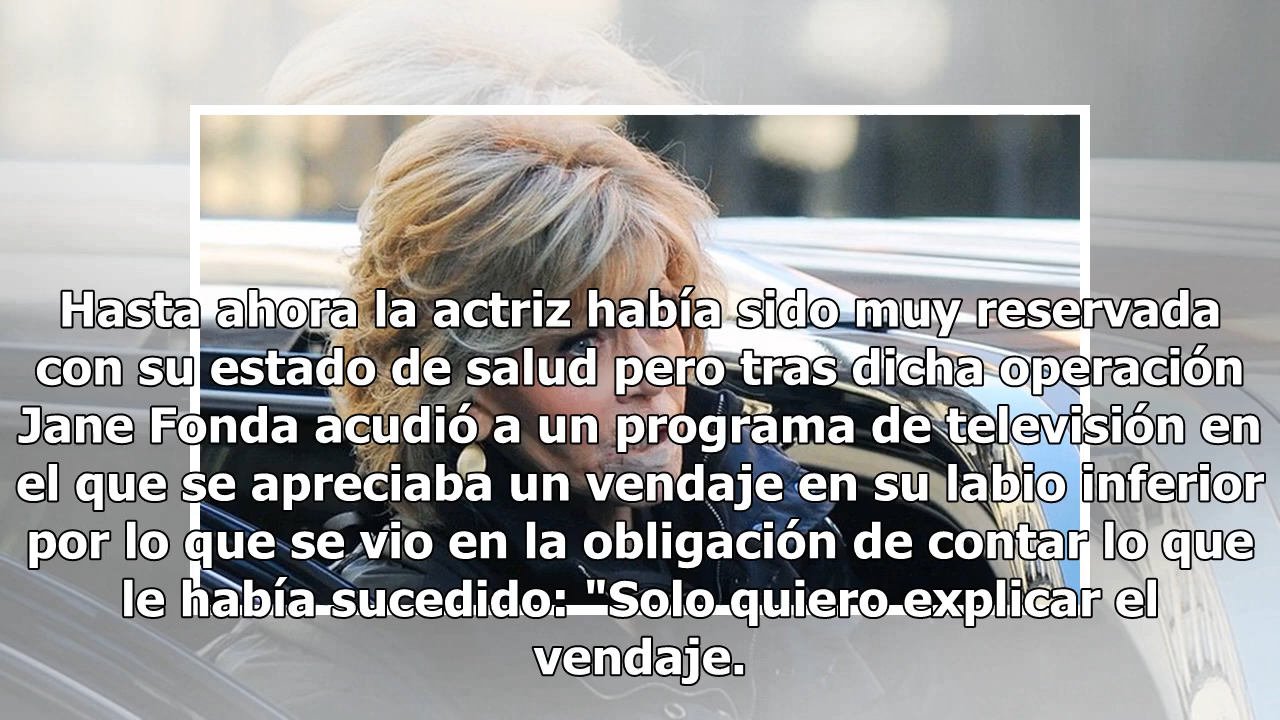 Hasta ahora la actriz había sido muy reservada
con su estado de salud pero tras dicha operación
Jane Fonda acudió a un programa de televisión en
el que se apreciaba un vendaje en su labio inferior
por lo que se vio en la obligación de contar lo que
le había sucedido: "Solo quiero explicar el
vendaje.